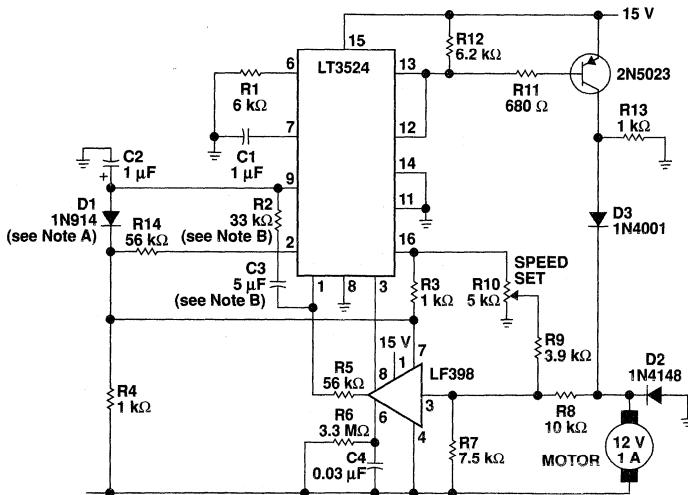 15 V
15
LT3524
6
13
R12
6.2 kΩ
2N5023
R1
6 kΩ
R11
680 Ω
R13
1 kΩ
7
12
C1
1 µF
C2
1 µF
+
14
9
11
D1
1N914
(see Note A)
R14
56 kΩ
R2
33 kΩ
(see Note B)
2
16
D3
1N4001
C3
5 µF
(see Note B)
1
8
3
R3
1 kΩ
R10
5 kΩ
SPEED
SET
15 V
7
1
8
LF398
R9
3.9 kΩ
D2
1N4148
R4
1 kΩ
R5
56 kΩ
3
R8
10 kΩ
R6
3.3 MΩ
6
4
R7
7.5 kΩ
C4
0.03 µF
MOTOR
12 V
1 A